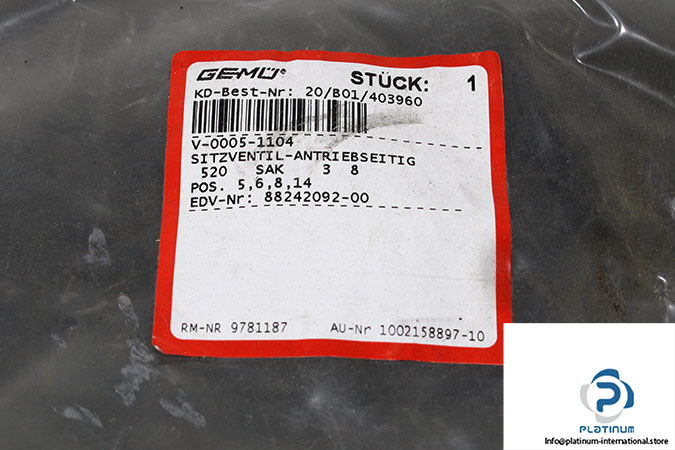 GEMÜ® STÜCK: 1
KD-Best-Nr: 20/B01/403960
V-0005-1104
SITZVENTIL-ANTRIEBSEITIG
520 SAK 3 8
POS. 5,6,8,14
EDV-Nr: 88242092-00
RM-NR 9781187 AU-Nr 1002158897-10
PLATINUM
Info@platinum-international.store